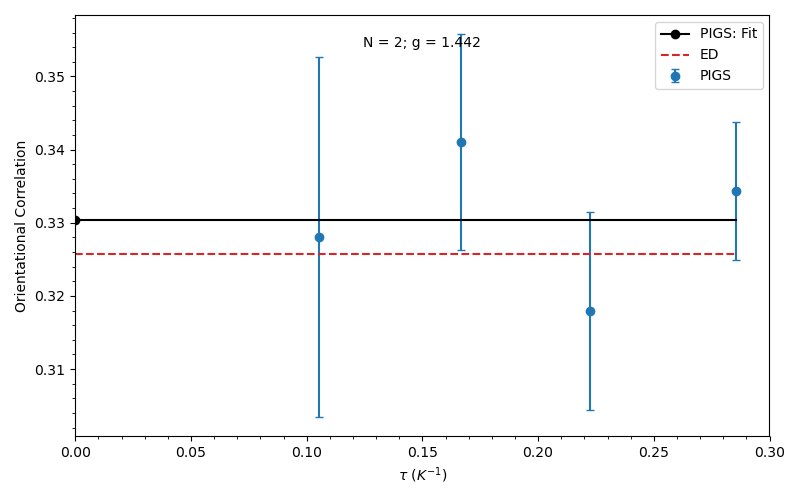 N = 2; g = 1.442
PIGS: Fit
ED
PIGS
Orientational Correlation
0.35
0.34
0.33
0.32
0.31
0.00 0.05 0.10 0.15 0.20 0.25 0.30
τ (K⁻¹)